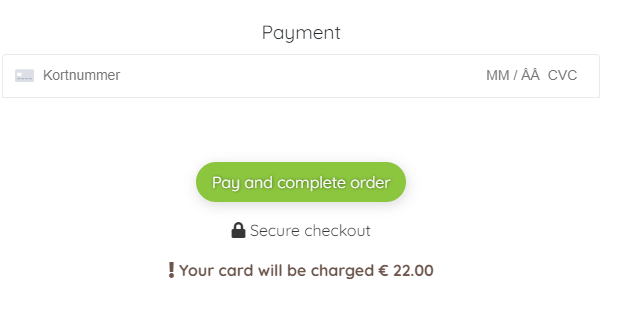 Payment
Kortnummer MM / ÅÅ CVC
Pay and complete order
Secure checkout
Your card will be charged € 22.00